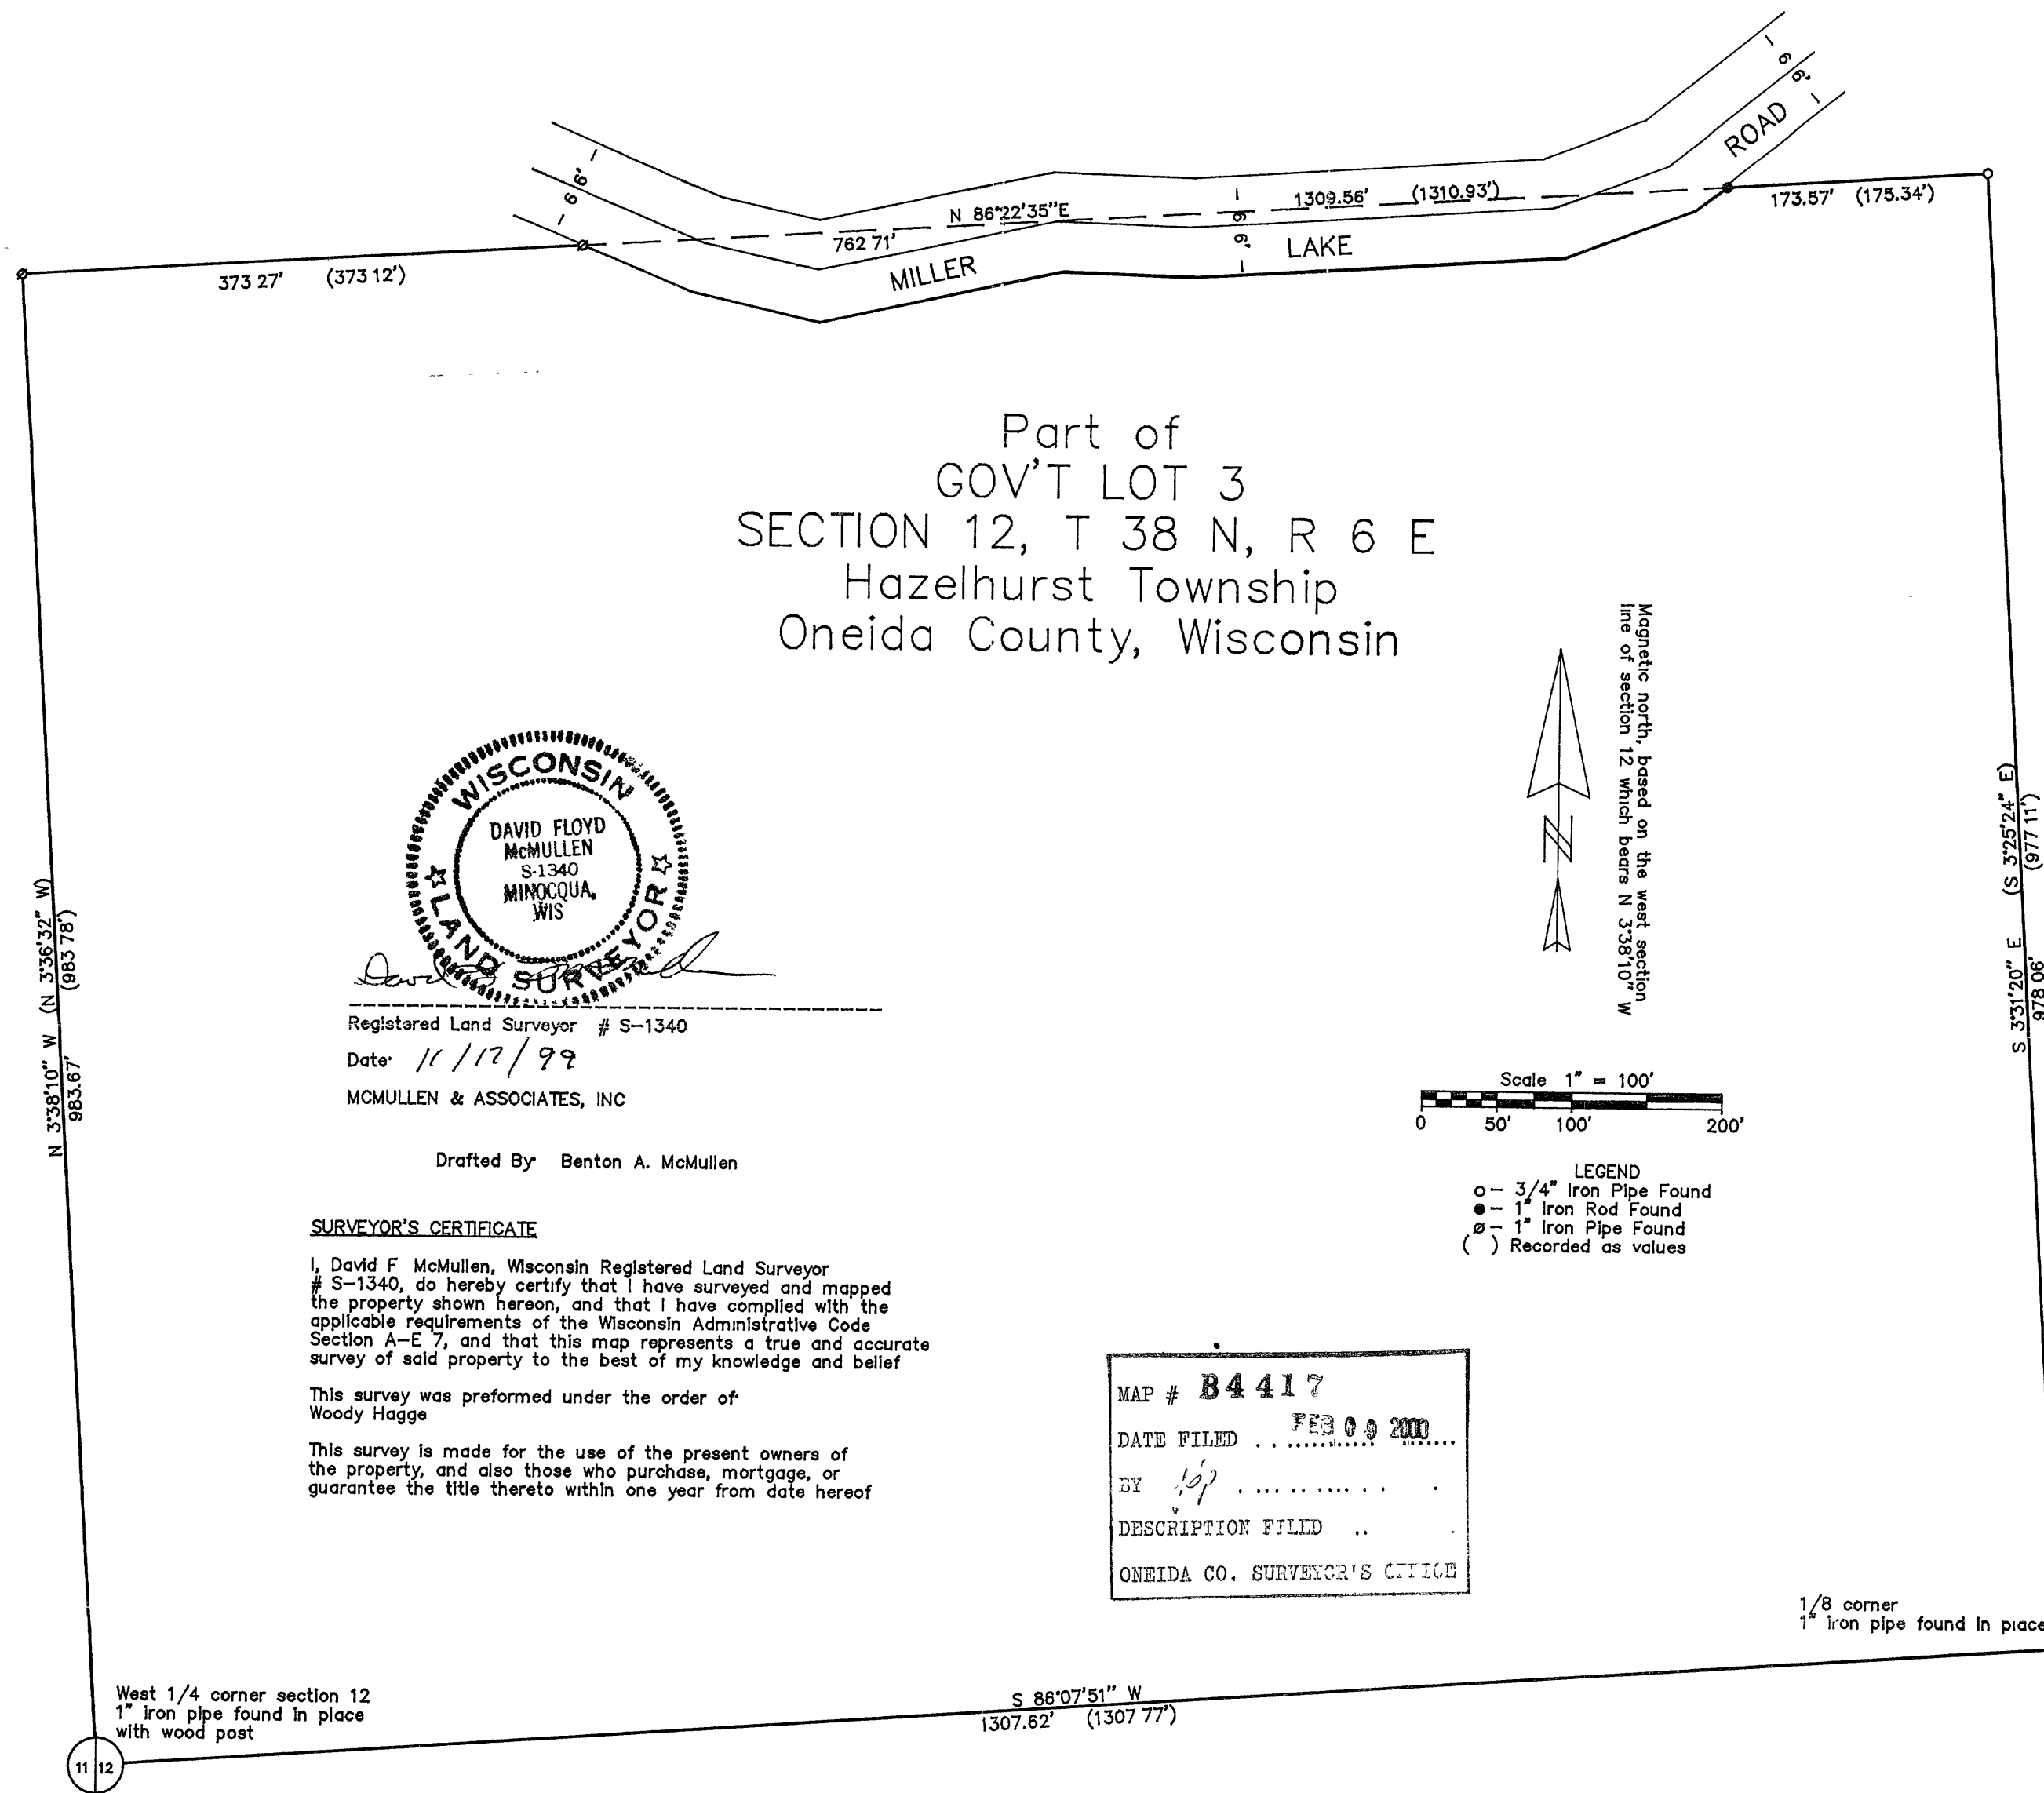 66'
66'
ROAD
N 86°22'35"E
1309.56' (1310.93')
173.57' (175.34')
762 71'
66'
LAKE
MILLER
373 27' (373 12')
Part of
GOV'T LOT 3
SECTION 12, T 38 N, R 6 E
Hazelhurst Township
Oneida County, Wisconsin
Magnetic north, based on the west section
line of section 12 which bears N 3°38'10" W
N
WISCONSIN
LAND SURVEYOR
DAVID FLOYD
McMULLEN
S-1340
MINOCQUA,
WIS
N 3°38'10" W (N 3°36'32" W)
983.67' (983 78')
S 3°31'20" E (S 3°25'24" E)
978 06' (977 11')
Registered Land Surveyor # S-1340
Date 11/17/99
MCMULLEN & ASSOCIATES, INC
Drafted By Benton A. McMullen
Scale 1" = 100'
0 50' 100' 200'
LEGEND
○ – 3/4" Iron Pipe Found
● – 1" Iron Rod Found
ø – 1" Iron Pipe Found
( ) Recorded as values
SURVEYOR'S CERTIFICATE
I, David F McMullen, Wisconsin Registered Land Surveyor
# S-1340, do hereby certify that I have surveyed and mapped
the property shown hereon, and that I have complied with the
applicable requirements of the Wisconsin Administrative Code
Section A-E 7, and that this map represents a true and accurate
survey of said property to the best of my knowledge and belief
This survey was preformed under the order of
Woody Hagge
This survey is made for the use of the present owners of
the property, and also those who purchase, mortgage, or
guarantee the title thereto within one year from date hereof
MAP # B4417
DATE FILED FEB 09 2000
BY
DESCRIPTION FILED
ONEIDA CO. SURVEYOR'S OFFICE
1/8 corner
1" iron pipe found in place
West 1/4 corner section 12
1" iron pipe found in place
with wood post
S 86°07'51" W
1307.62' (1307 77')
11 12